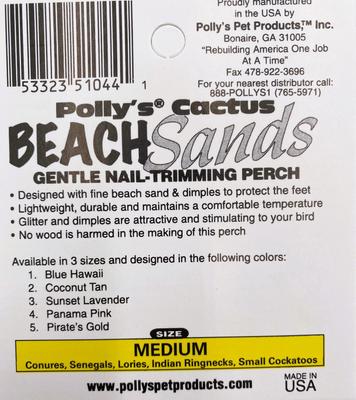 Proudly manufactured
in the USA by
Polly's Pet Products,™ Inc.
Bonaire, GA 31005
"Rebuilding America One Job
At A Time"
Fax 478-922-3696
For your nearest distributor call:
888-POLLYS1 (765-5971)
53323 51044 1
Polly's® Cactus
BEACH Sands
GENTLE NAIL-TRIMMING PERCH
• Designed with fine beach sand & dimples to protect the feet
• Lightweight, durable and maintains a comfortable temperature
• Glitter and dimples are attractive and stimulating to your bird
• No wood is harmed in the making of this perch
Available in 3 sizes and designed in the following colors:
1. Blue Hawaii
2. Coconut Tan
3. Sunset Lavender
4. Panama Pink
5. Pirate's Gold
SIZE
MEDIUM
Conures, Senegals, Lories, Indian Ringnecks, Small Cockatoos
www.pollyspetproducts.com
MADE IN
USA